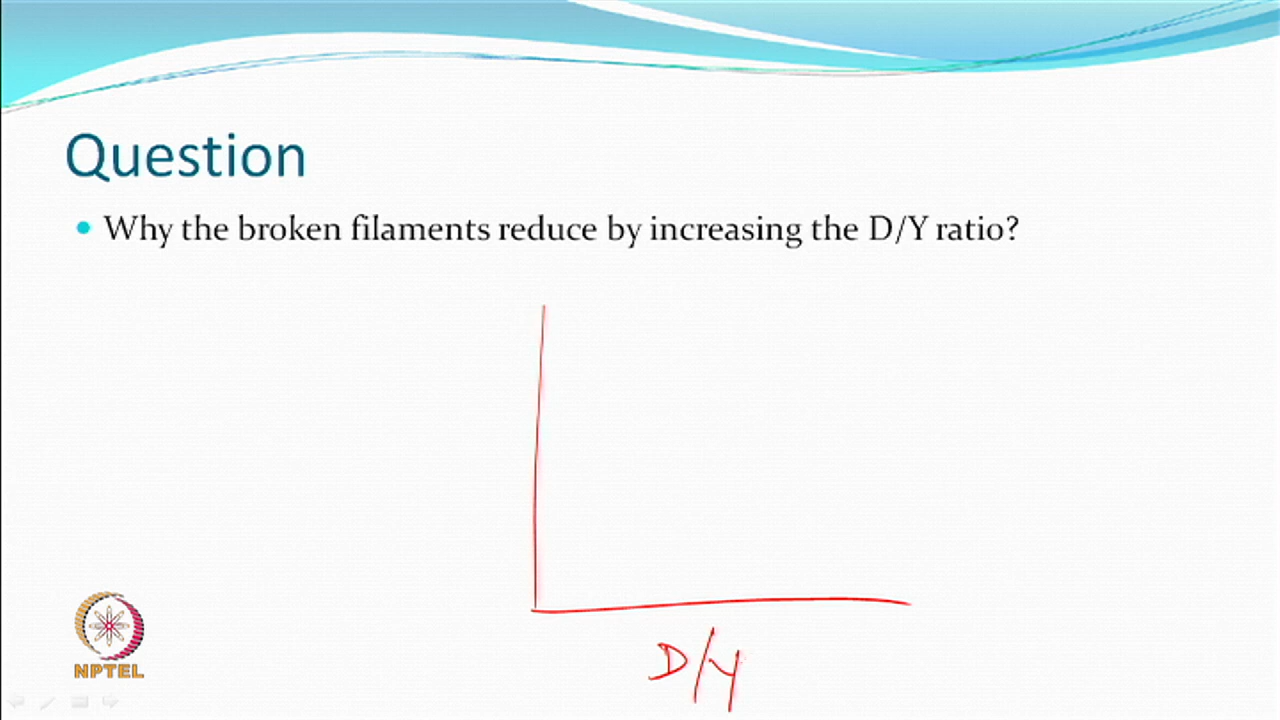 Question
Why the broken filaments reduce by increasing the D/Y ratio?
D/Y
NPTEL